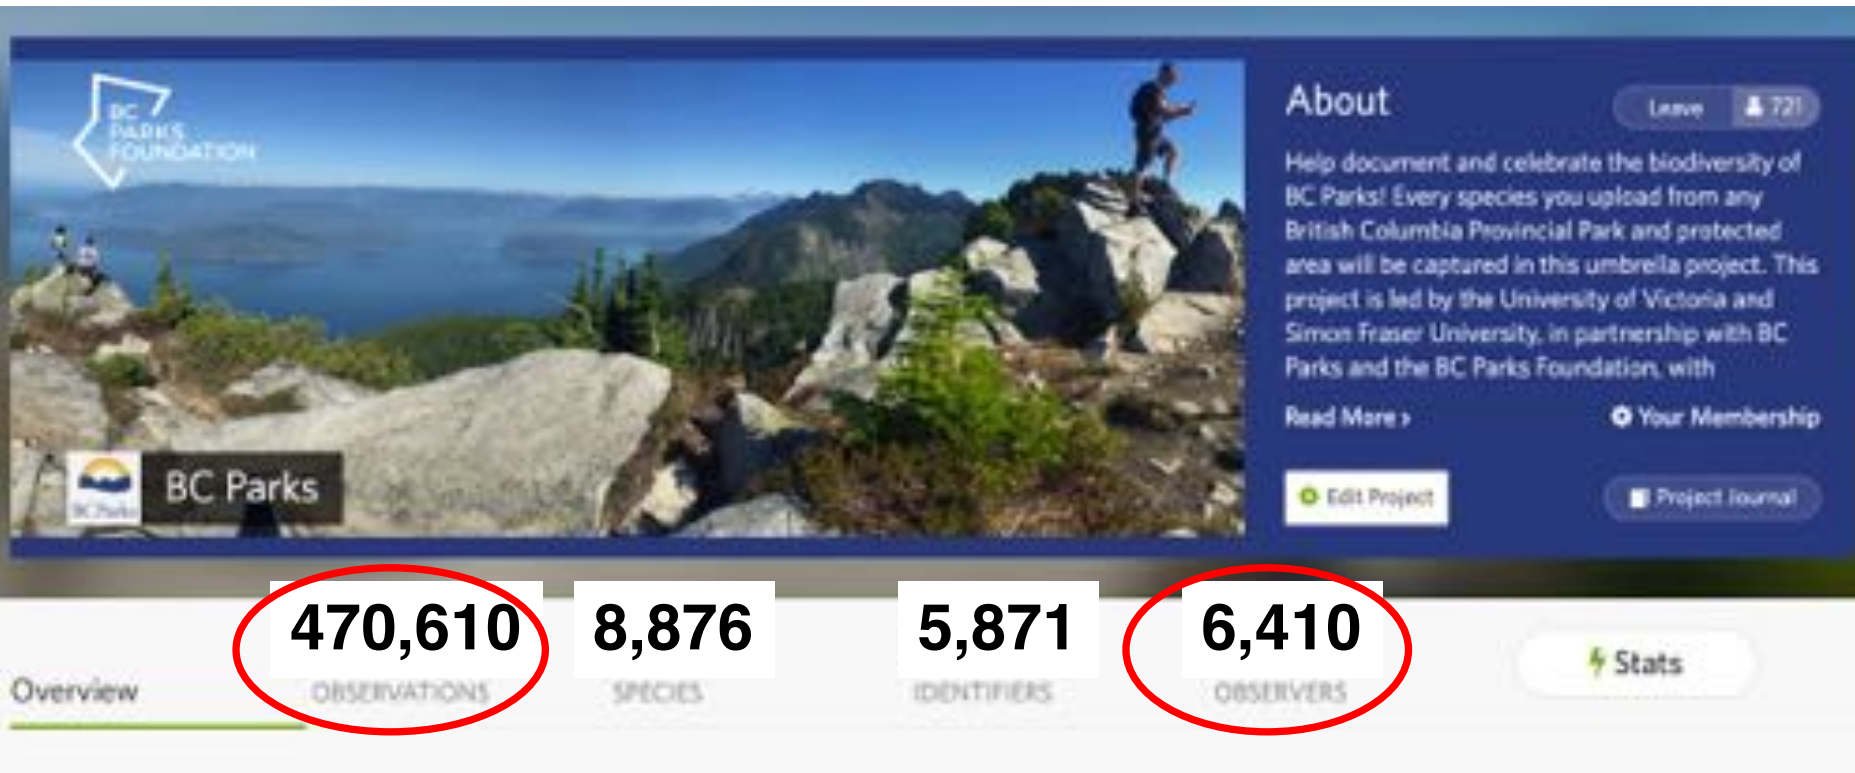 BC
PARKS
FOUNDATION
BC Parks
BC Parks
About
Leave 721
Help document and celebrate the biodiversity of
BC Parks! Every species you upload from any
British Columbia Provincial Park and protected
area will be captured in this umbrella project. This
project is led by the University of Victoria and
Simon Fraser University, in partnership with BC
Parks and the BC Parks Foundation, with
Read More › Your Membership
Edit Project Project Journal
470,610 8,876 5,871 6,410
Overview OBSERVATIONS SPECIES IDENTIFIERS OBSERVERS Stats